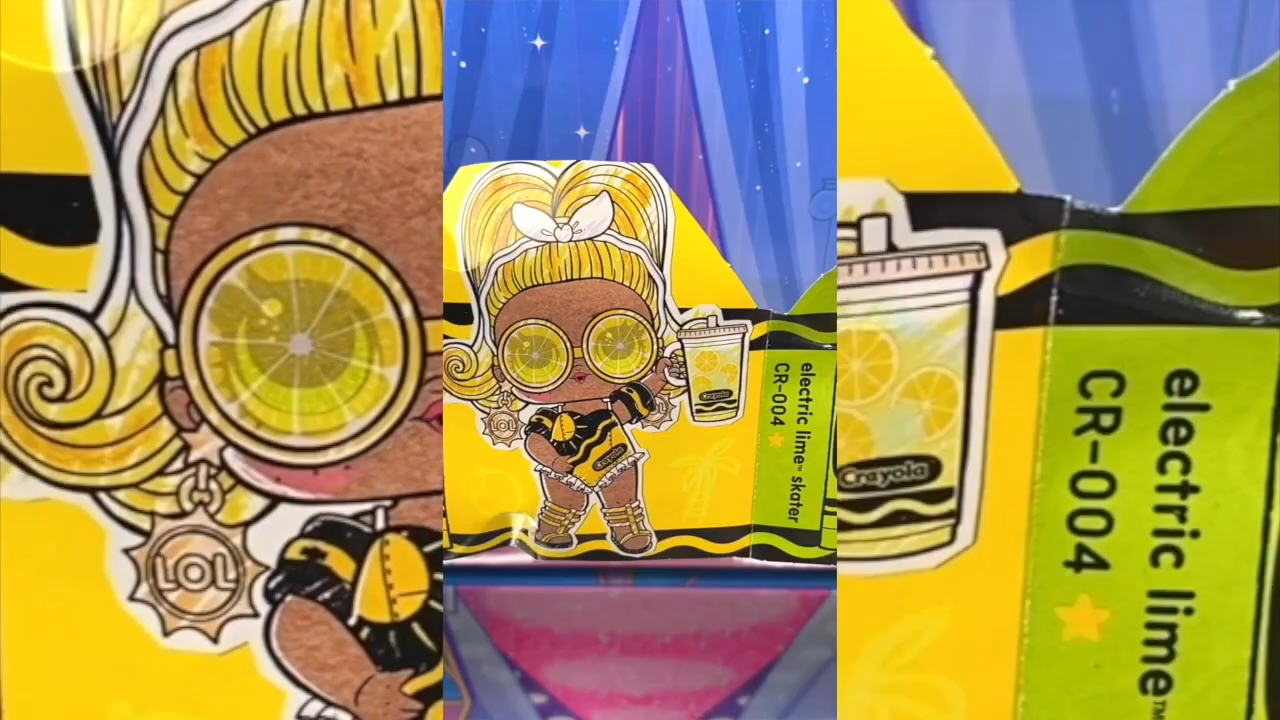 LOL
LOL
Crayola
Crayola
electric lime™ skater
CR-004
Crayola
electric lime™
CR-004